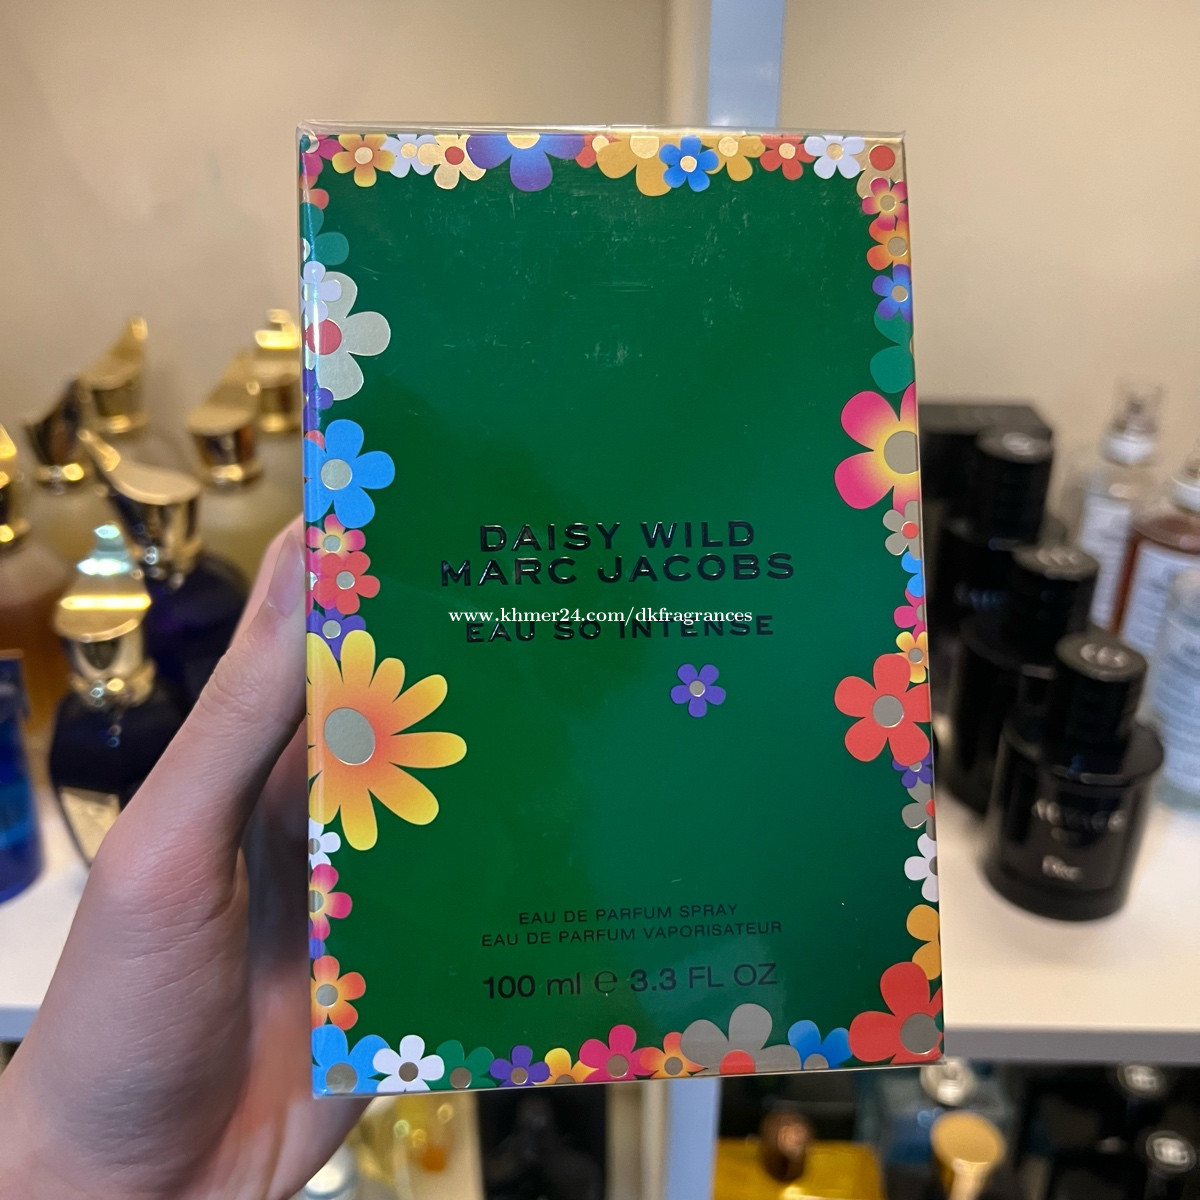 DAISY WILD
MARC JACOBS
www.khmer24.com/dkfragrances
EAU SO INTENSE
EAU DE PARFUM SPRAY
EAU DE PARFUM VAPORISATEUR
100 ml ℮ 3.3 FL OZ
Dior